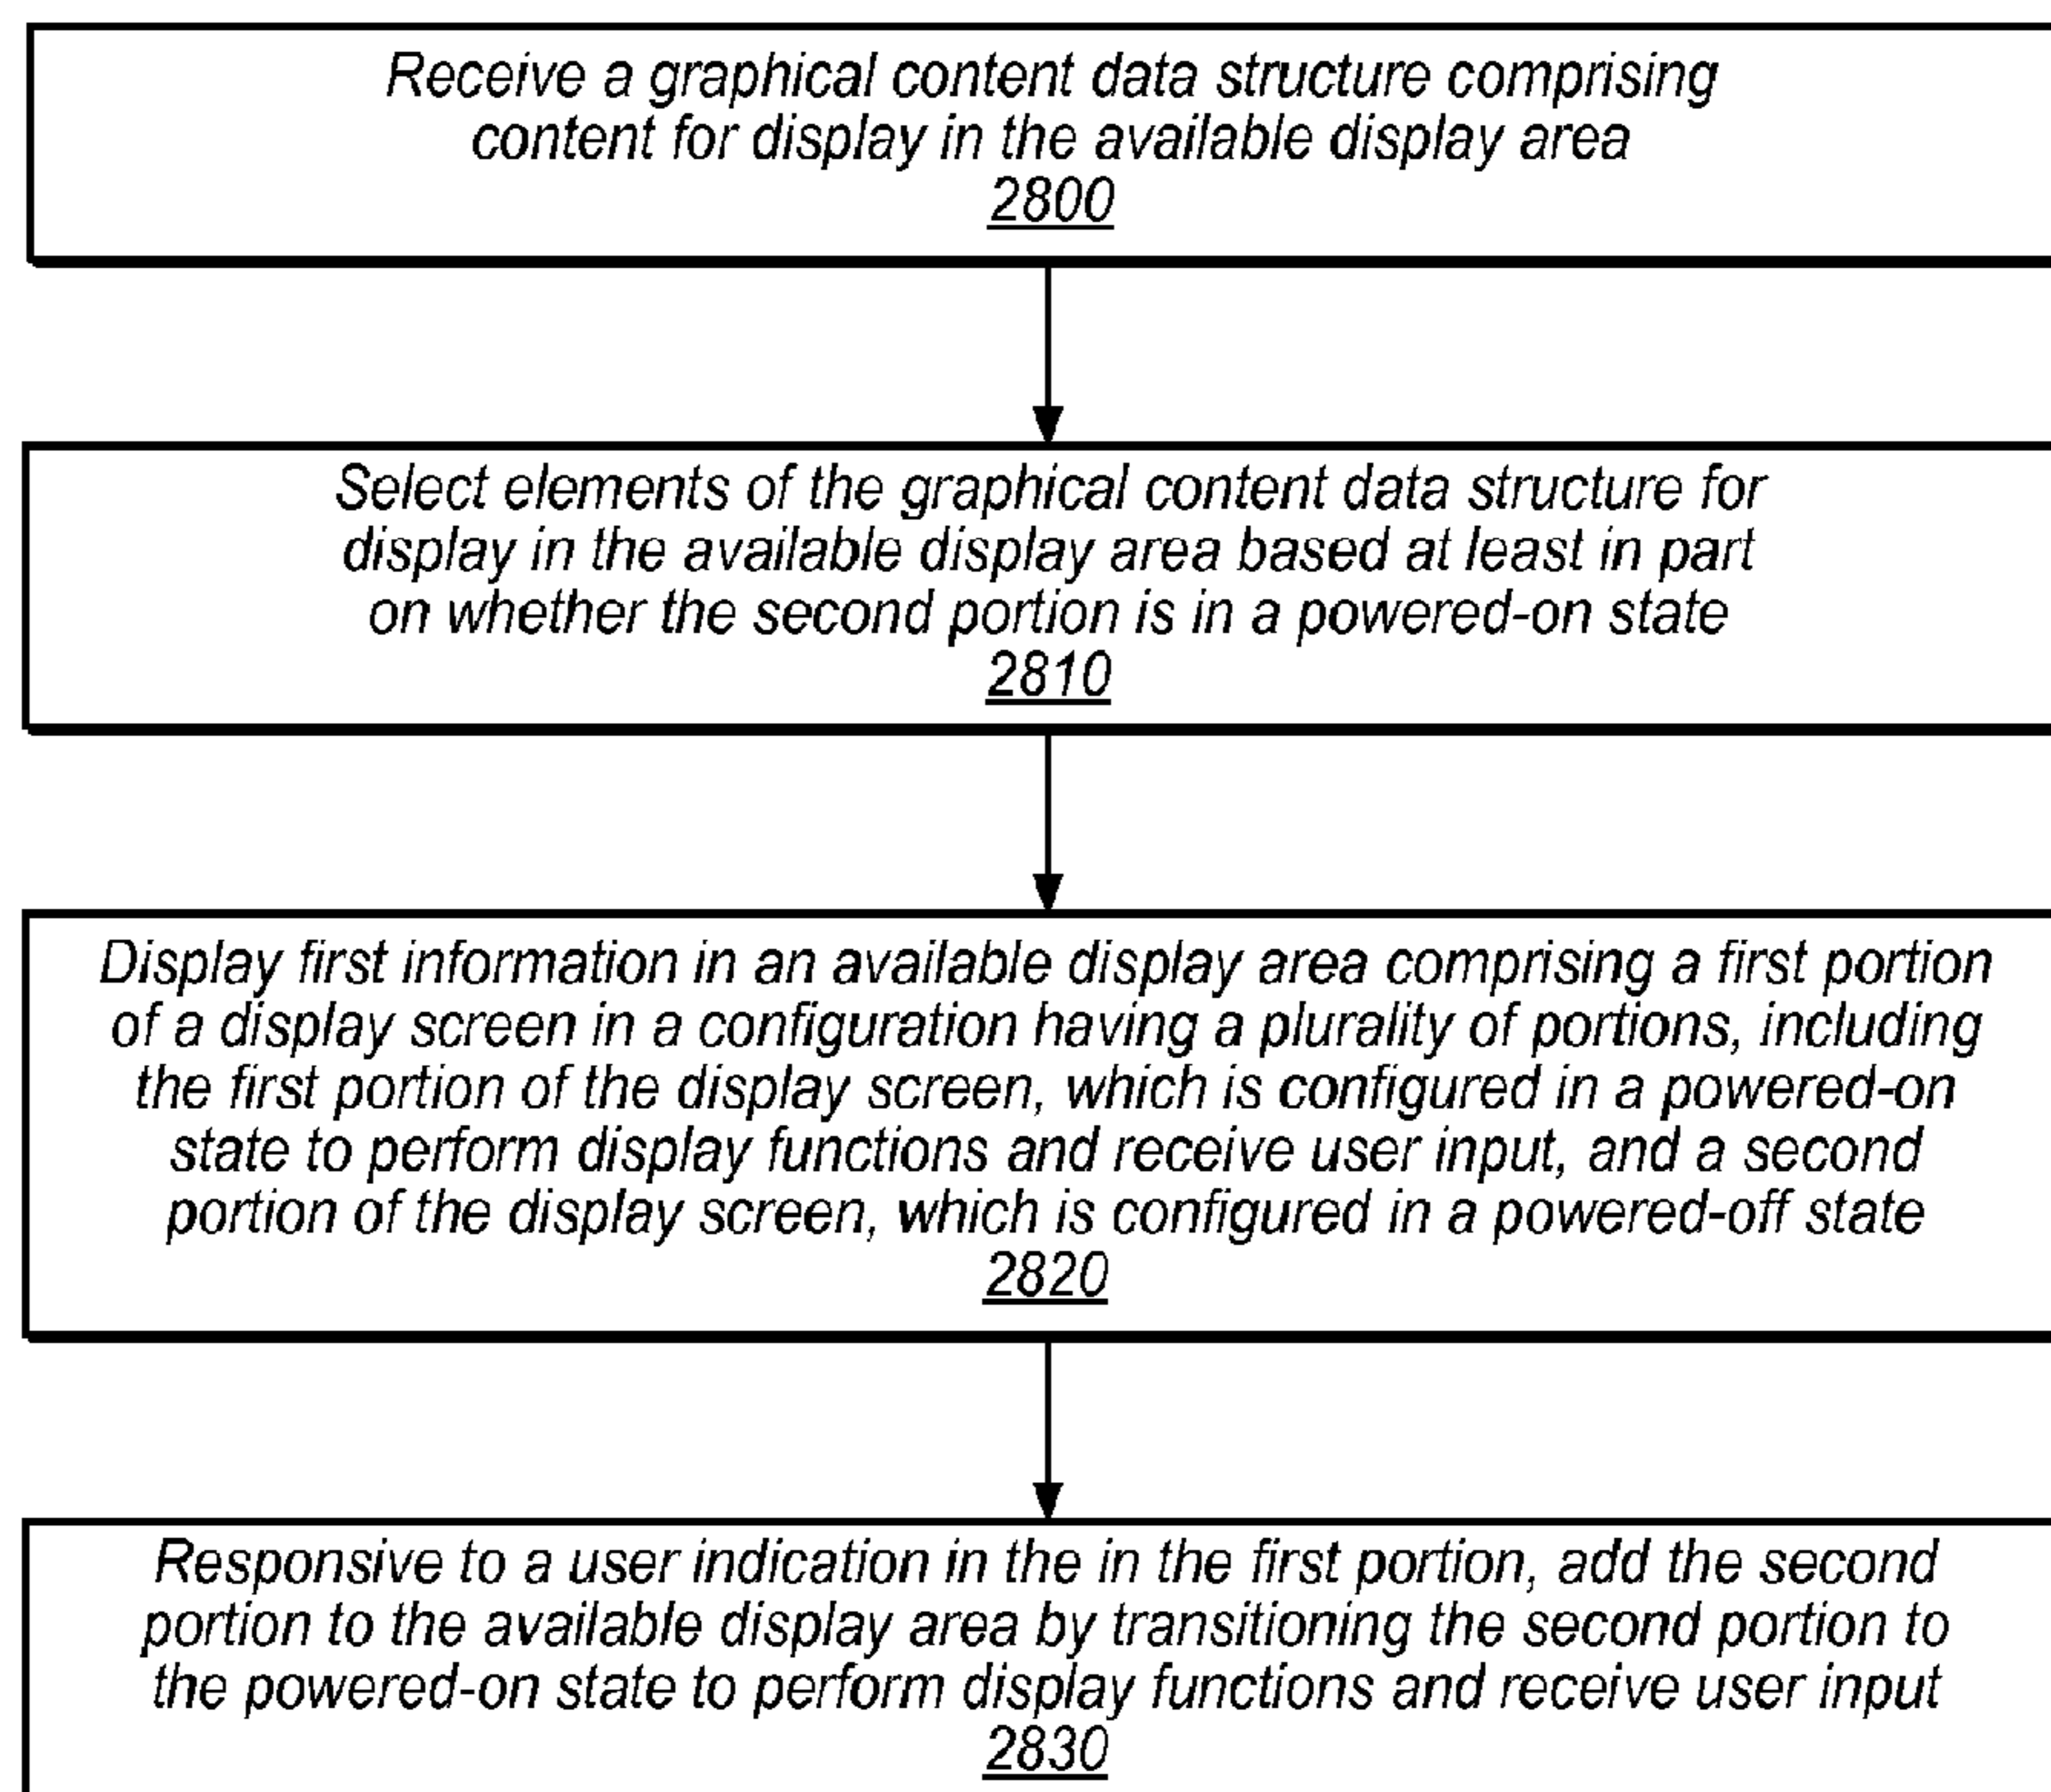 Receive a graphical content data structure comprising
content for display in the available display area
2800
Select elements of the graphical content data structure for
display in the available display area based at least in part
on whether the second portion is in a powered-on state
2810
Display first information in an available display area comprising a first portion
of a display screen in a configuration having a plurality of portions, including
the first portion of the display screen, which is configured in a powered-on
state to perform display functions and receive user input, and a second
portion of the display screen, which is configured in a powered-off state
2820
Responsive to a user indication in the in the first portion, add the second
portion to the available display area by transitioning the second portion to
the powered-on state to perform display functions and receive user input
2830